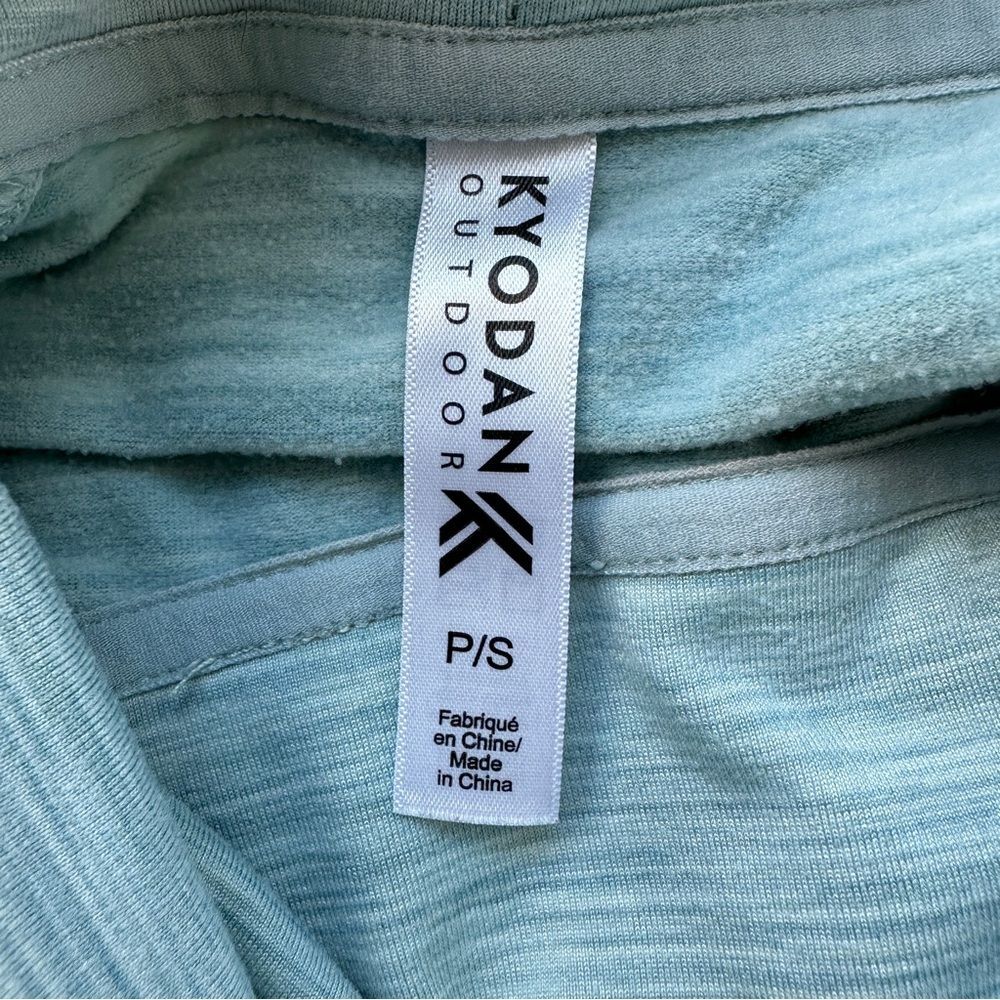 KYODAN
OUTDOOR
P/S
Fabriqué
en Chine/
Made
in China